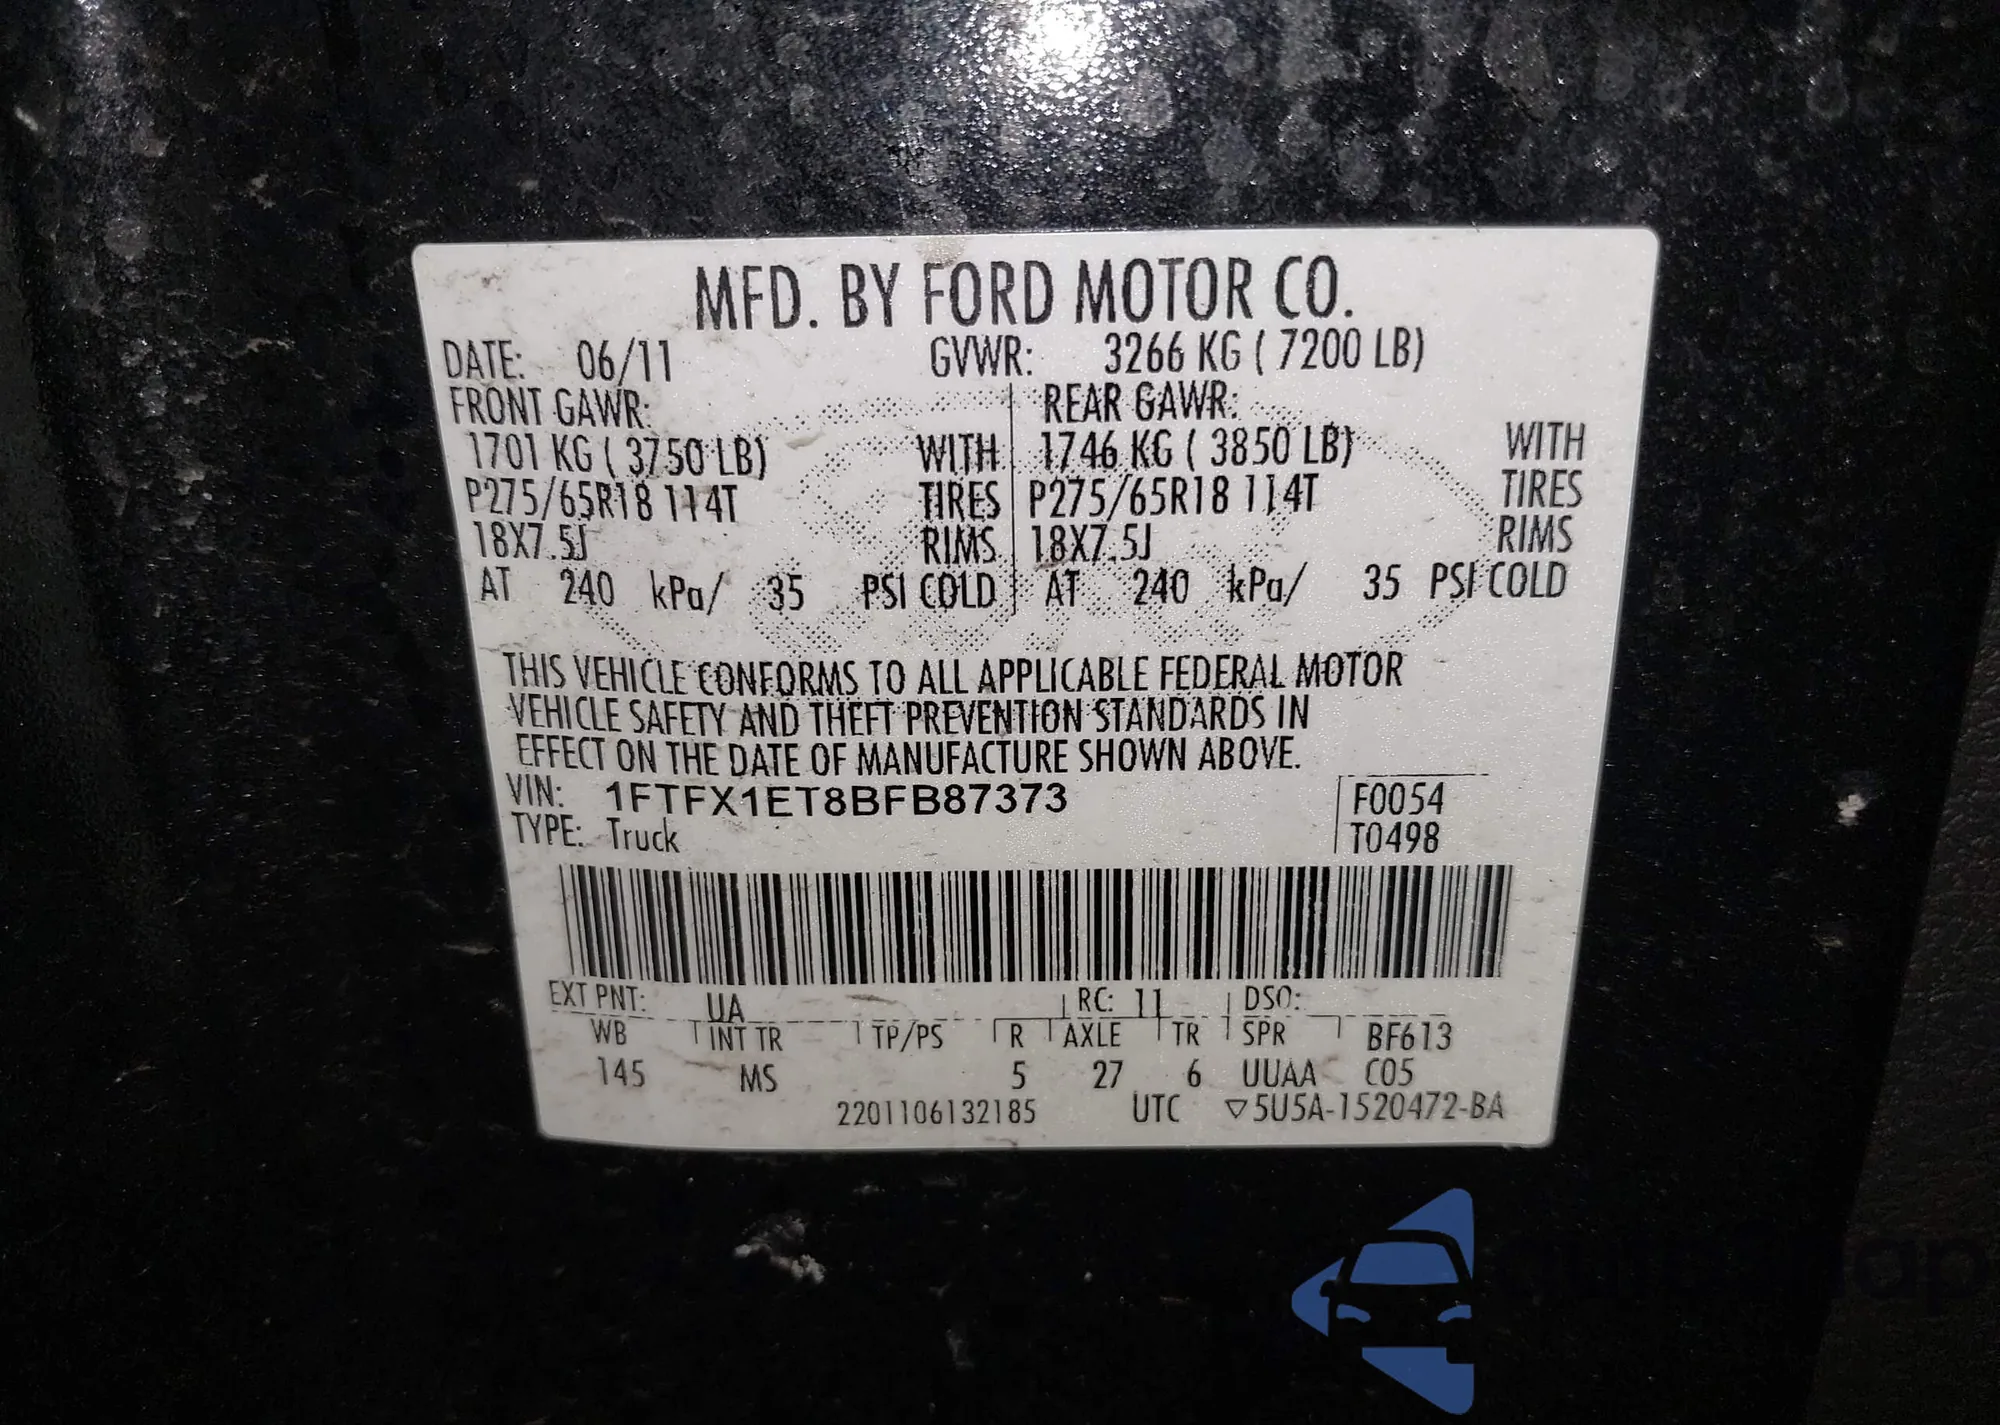 MFD. BY FORD MOTOR CO.
DATE: 06/11 GVWR: 3266 KG ( 7200 LB)
FRONT GAWR: REAR GAWR:
1701 KG ( 3750 LB) WITH 1746 KG ( 3850 LB) WITH
P275/65R18 114T TIRES P275/65R18 114T TIRES
18X7.5J RIMS 18X7.5J RIMS
AT 240 kPa/ 35 PSI COLD AT 240 kPa/ 35 PSI COLD
THIS VEHICLE CONFORMS TO ALL APPLICABLE FEDERAL MOTOR
VEHICLE SAFETY AND THEFT PREVENTION STANDARDS IN
EFFECT ON THE DATE OF MANUFACTURE SHOWN ABOVE.
VIN: 1FTFX1ET8BFB87373 F0054
TYPE: Truck T0498
EXT PNT: UA RC: 11 DSO:
WB INT TR TP/PS R AXLE TR SPR BF613
145 MS 5 27 6 UUAA C05
2201106132185 UTC ▽5U5A-1520472-BA